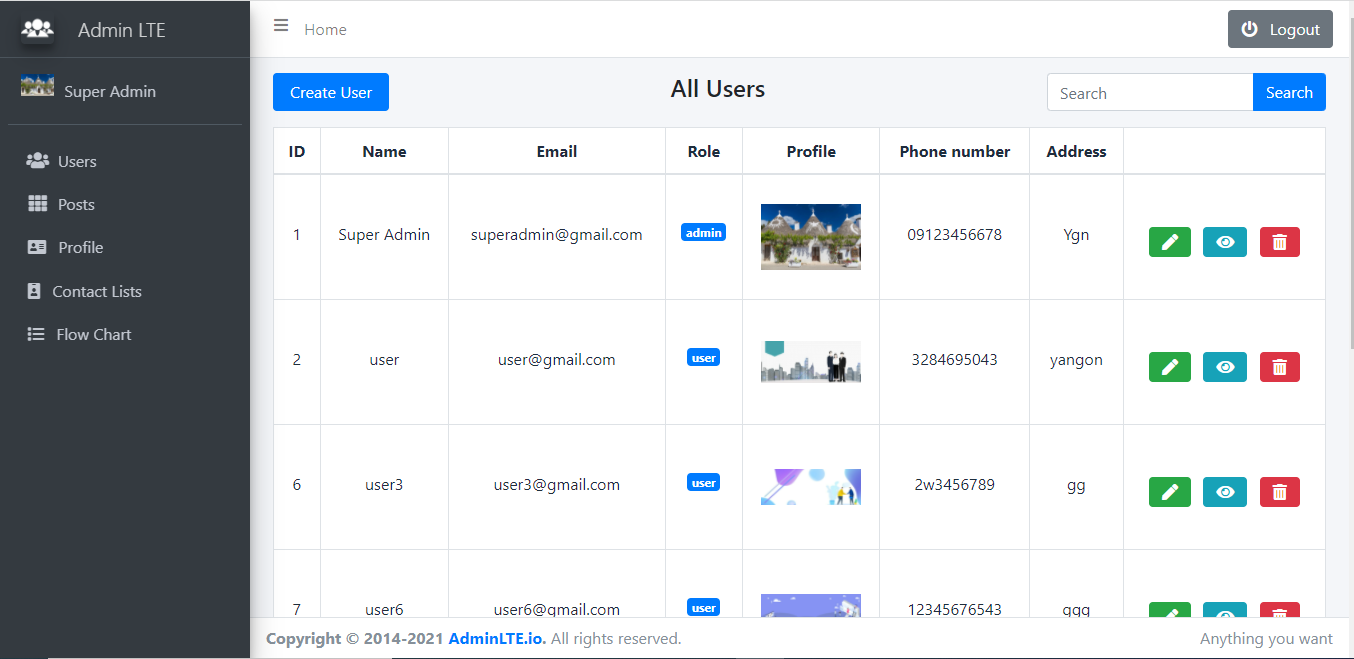 Admin LTE
Home
Logout
Super Admin
Create User
All Users
Search
Search
Users
Posts
Profile
Contact Lists
Flow Chart
ID Name Email Role Profile Phone number Address
1 Super Admin superadmin@gmail.com admin 09123456678 Ygn
2 user user@gmail.com user 3284695043 yangon
6 user3 user3@gmail.com user 2w3456789 gg
7 user6 user6@gmail.com user 12345676543 ggg
Copyright © 2014-2021 AdminLTE.io. All rights reserved.
Anything you want